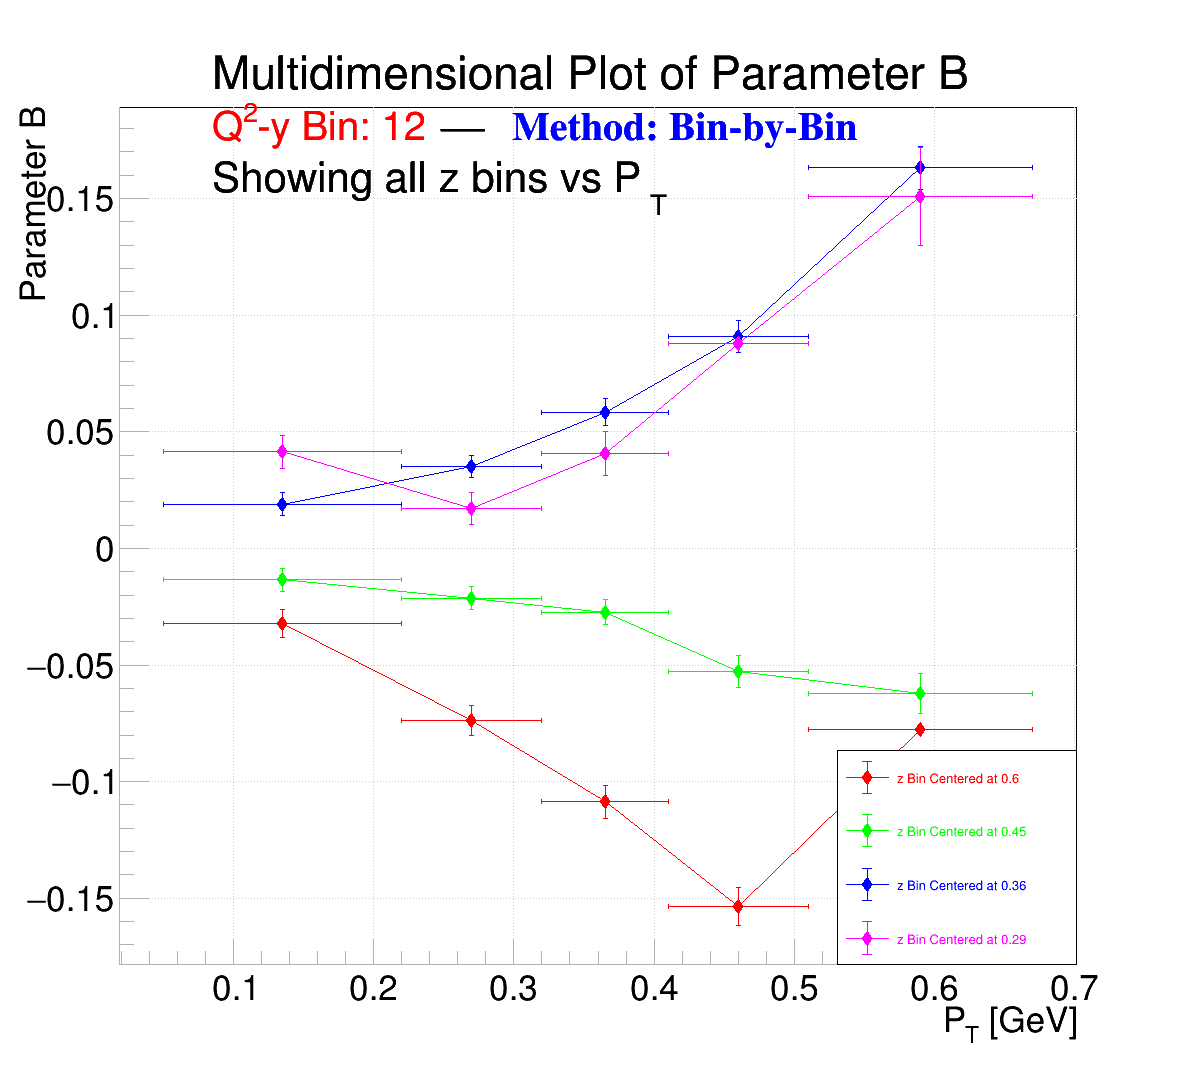 Multidimensional Plot of Parameter B
Q²-y Bin: 12 — Method: Bin-by-Bin
Showing all z bins vs P_T
Parameter B
0.15
0.1
0.05
0
−0.05
−0.1
−0.15
z Bin Centered at 0.6
z Bin Centered at 0.45
z Bin Centered at 0.36
z Bin Centered at 0.29
0.1 0.2 0.3 0.4 0.5 0.6 0.7
P_T [GeV]